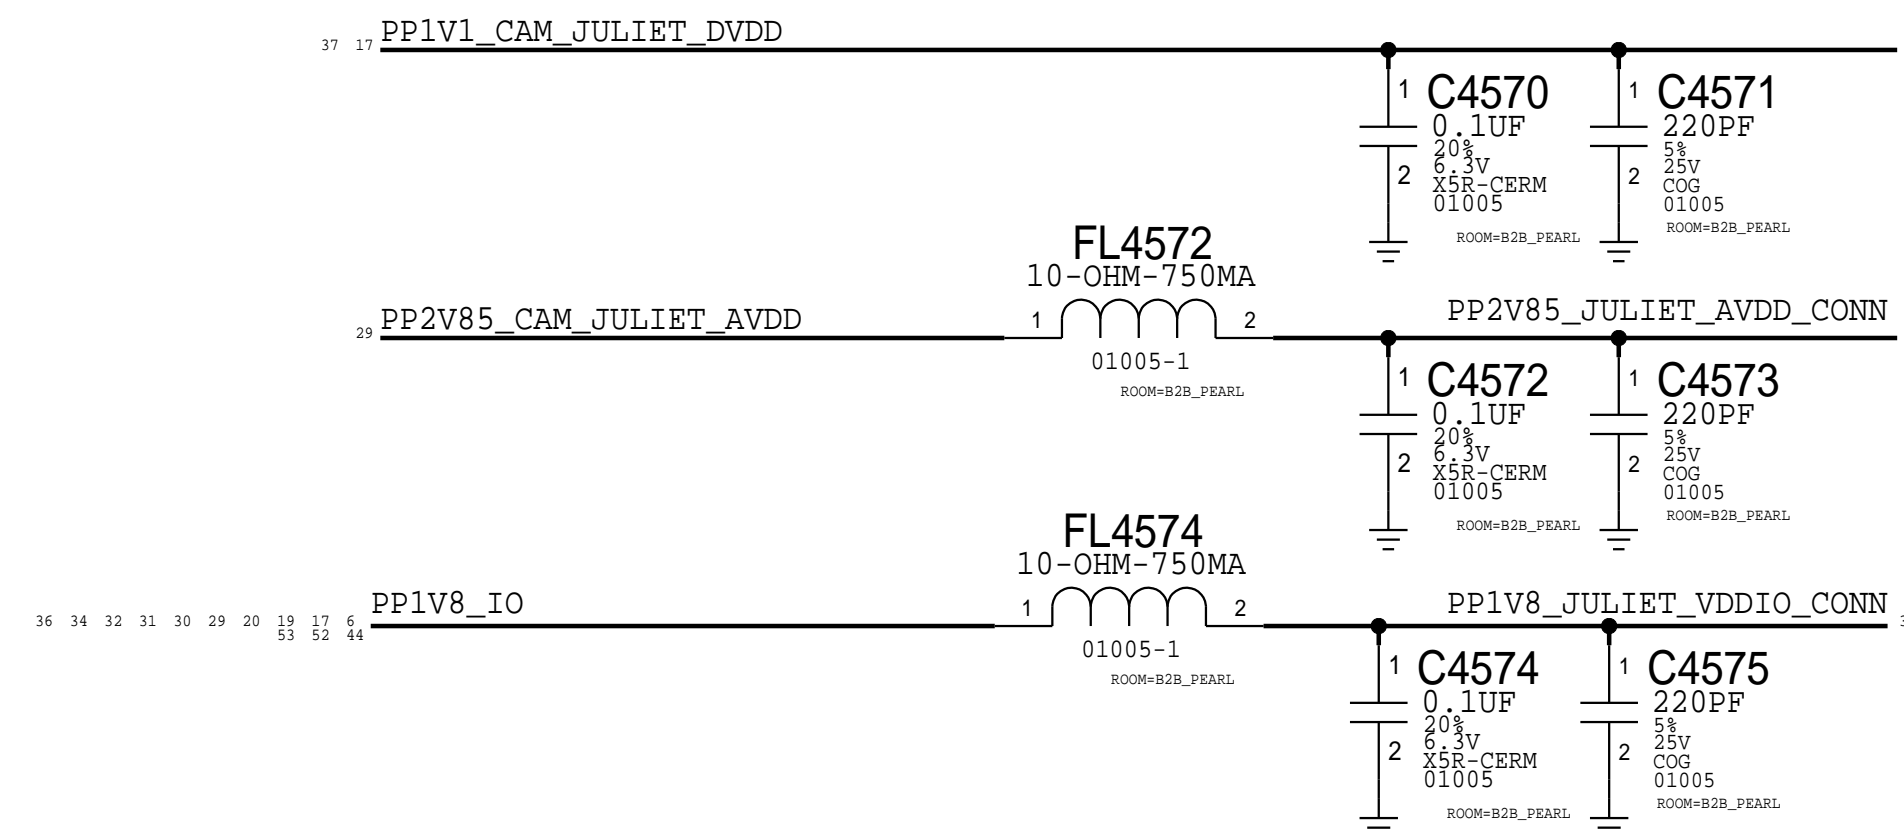 PP1V1_CAM_JULIET_DVDD
37 17
1 C4570
0.1UF
20%
6.3V
2 X5R-CERM
01005
ROOM=B2B_PEARL
1 C4571
220PF
5%
25V
2 COG
01005
ROOM=B2B_PEARL
FL4572
10-OHM-750MA
29 PP2V85_CAM_JULIET_AVDD
1 2
01005-1
ROOM=B2B_PEARL
PP2V85_JULIET_AVDD_CONN
1 C4572
0.1UF
20%
6.3V
2 X5R-CERM
01005
ROOM=B2B_PEARL
1 C4573
220PF
5%
25V
2 COG
01005
ROOM=B2B_PEARL
FL4574
10-OHM-750MA
PP1V8_IO
36 34 32 31 30 29 20 19 17 6
53 52 44
1 2
01005-1
ROOM=B2B_PEARL
PP1V8_JULIET_VDDIO_CONN
1 C4574
0.1UF
20%
6.3V
2 X5R-CERM
01005
ROOM=B2B_PEARL
1 C4575
220PF
5%
25V
2 COG
01005
ROOM=B2B_PEARL